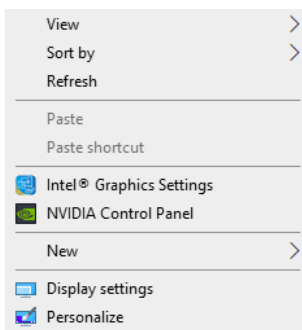 View
Sort by
Refresh
Paste
Paste shortcut
Intel® Graphics Settings
NVIDIA Control Panel
New
Display settings
Personalize